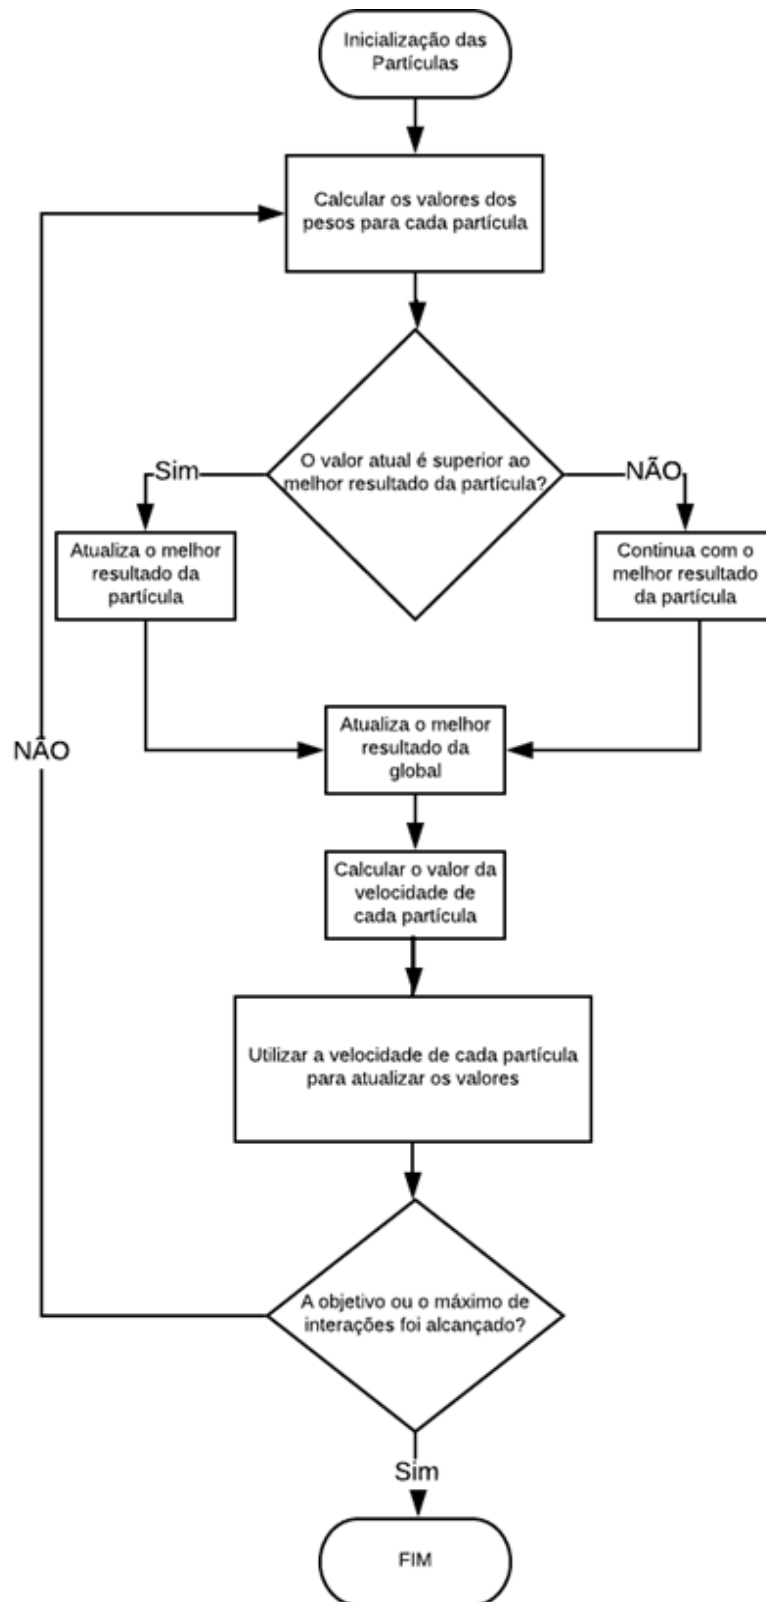 Inicialização das
Partículas
Calcular os valores dos
pesos para cada partícula
O valor atual é superior ao
melhor resultado da partícula?
Sim
NÃO
Atualiza o melhor
resultado da
partícula
Continua com o
melhor resultado
da partícula
Atualiza o melhor
resultado da
global
NÃO
Calcular o valor da
velocidade de
cada partícula
Utilizar a velocidade de cada partícula
para atualizar os valores
A objetivo ou o máximo de
interações foi alcançado?
Sim
FIM